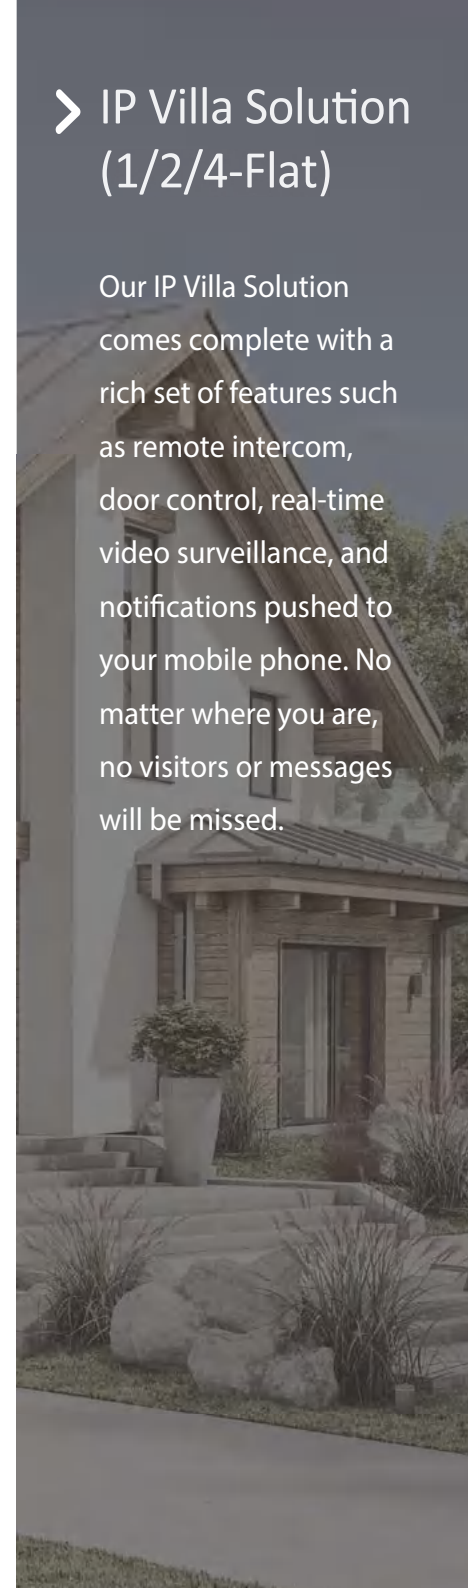 IP Villa Solution
(1/2/4-Flat)
Our IP Villa Solution
comes complete with a
rich set of features such
as remote intercom,
door control, real-time
video surveillance, and
notifications pushed to
your mobile phone. No
matter where you are,
no visitors or messages
will be missed.